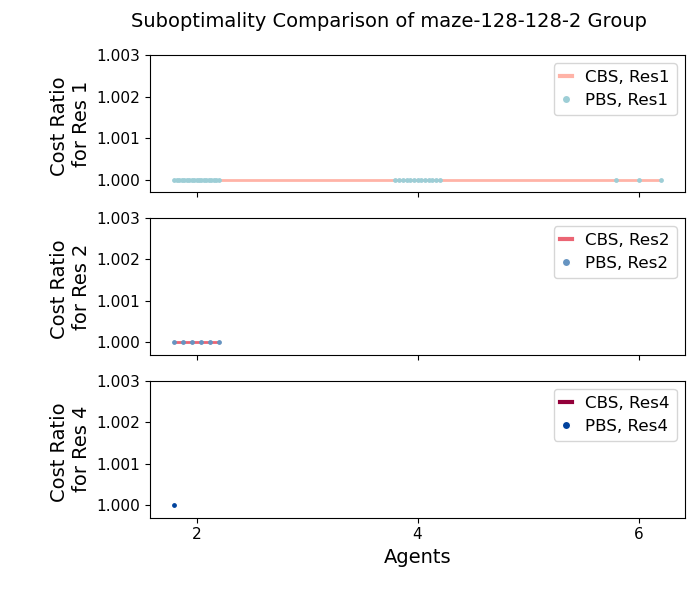 Suboptimality Comparison of maze-128-128-2 Group
Cost Ratio
for Res 1
1.003
1.002
1.001
1.000
CBS, Res1
PBS, Res1
Cost Ratio
for Res 2
1.003
1.002
1.001
1.000
CBS, Res2
PBS, Res2
Cost Ratio
for Res 4
1.003
1.002
1.001
1.000
CBS, Res4
PBS, Res4
2 4 6
Agents